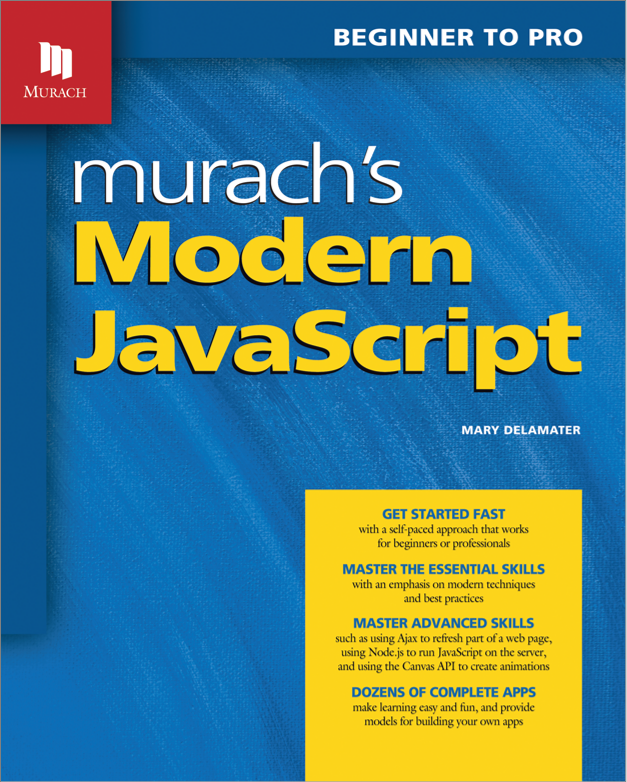 BEGINNER TO PRO
MURACH
murach's
Modern
JavaScript
MARY DELAMATER
GET STARTED FAST
with a self-paced approach that works
for beginners or professionals
MASTER THE ESSENTIAL SKILLS
with an emphasis on modern techniques
and best practices
MASTER ADVANCED SKILLS
such as using Ajax to refresh part of a web page,
using Node.js to run JavaScript on the server,
and using the Canvas API to create animations
DOZENS OF COMPLETE APPS
make learning easy and fun, and provide
models for building your own apps